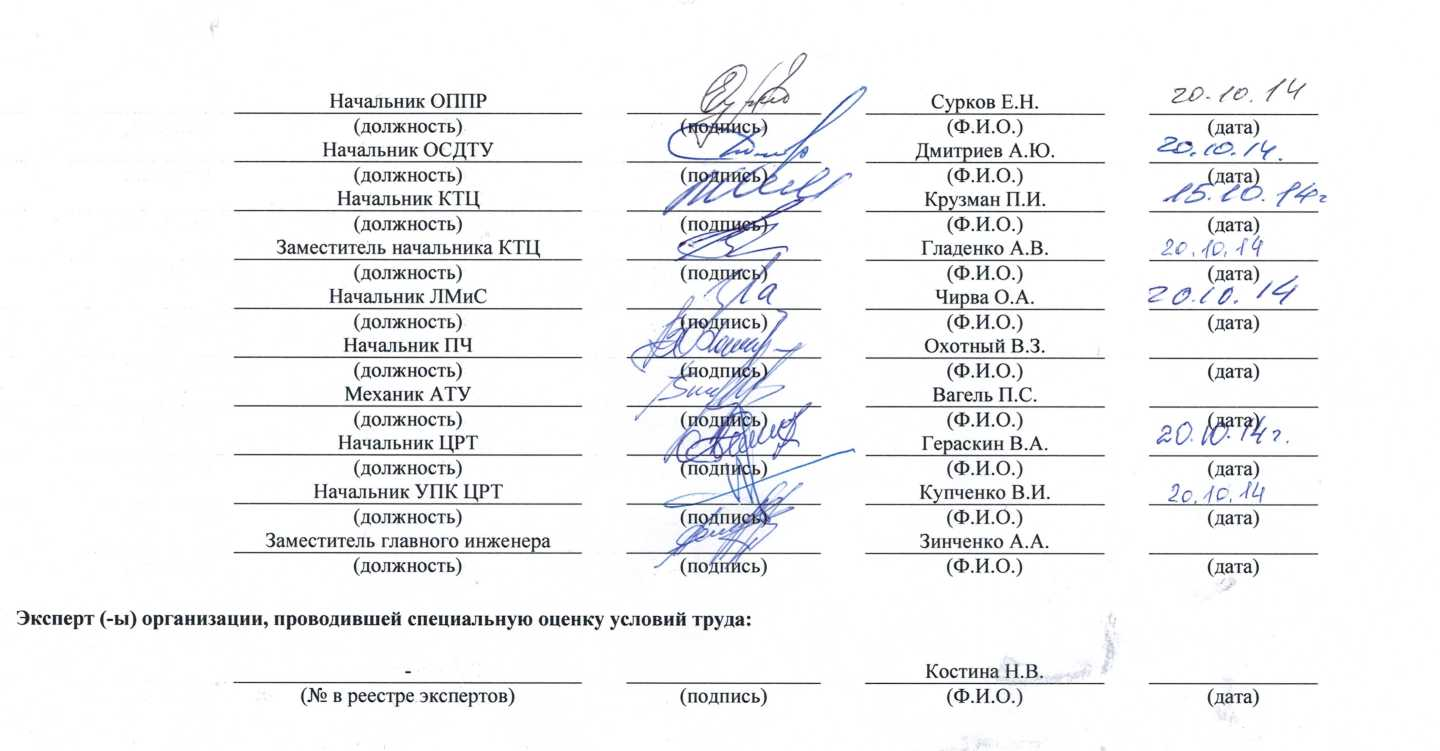 Начальник ОППР Сурков Е.Н. 20.10.14
(должность) (подпись) (Ф.И.О.) (дата)
Начальник ОСДТУ Дмитриев А.Ю. 20.10.14.
(должность) (подпись) (Ф.И.О.) (дата)
Начальник КТЦ Крузман П.И. 15.10.14г
(должность) (подпись) (Ф.И.О.) (дата)
Заместитель начальника КТЦ Гладенко А.В. 20.10.14
(должность) (подпись) (Ф.И.О.) (дата)
Начальник ЛМиС Чирва О.А. 20.10.14
(должность) (подпись) (Ф.И.О.) (дата)
Начальник ПЧ Охотный В.З.
(должность) (подпись) (Ф.И.О.) (дата)
Механик АТУ Вагель П.С.
(должность) (подпись) (Ф.И.О.) (дата)
Начальник ЦРТ Гераскин В.А. 20.10.14г.
(должность) (подпись) (Ф.И.О.) (дата)
Начальник УПК ЦРТ Купченко В.И. 20.10.14
(должность) (подпись) (Ф.И.О.) (дата)
Заместитель главного инженера Зинченко А.А.
(должность) (подпись) (Ф.И.О.) (дата)
Эксперт (-ы) организации, проводившей специальную оценку условий труда:
- Костина Н.В.
(№ в реестре экспертов) (подпись) (Ф.И.О.) (дата)